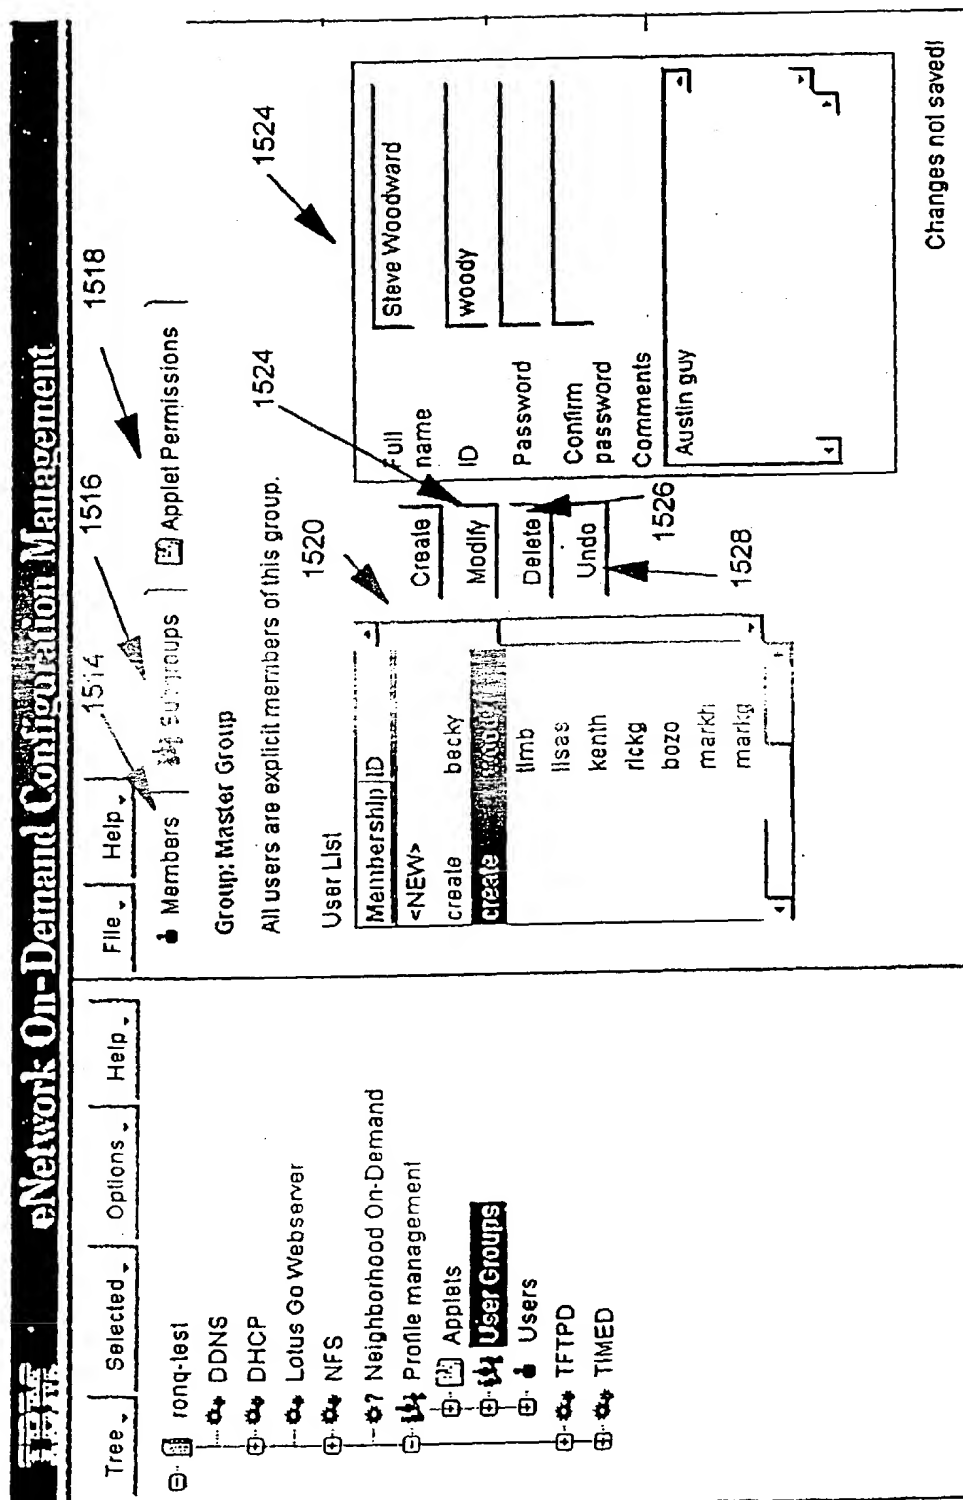 IBM eNetwork On-Demand Configuration Management
Tree Selected Options Help
ronq-test
DDNS
DHCP
Lotus Go Webserver
NFS
? Neighborhood On-Demand
Profile management
Applets
User Groups
Users
TFTPD
TIMED
File Help
1514
1516
1518
Members Subgroups Applet Permissions
Group: Master Group
All users are explicit members of this group.
User List
1520
Membership ID
<NEW>
create becky
create
timb
lisas
kenth
rickg
bozo
markh
markg
Create
Modify
Delete
Undo
1524
1526
1528
1524
Full name Steve Woodward
ID woody
Password
Confirm password
Comments
Austin guy
Changes not saved!